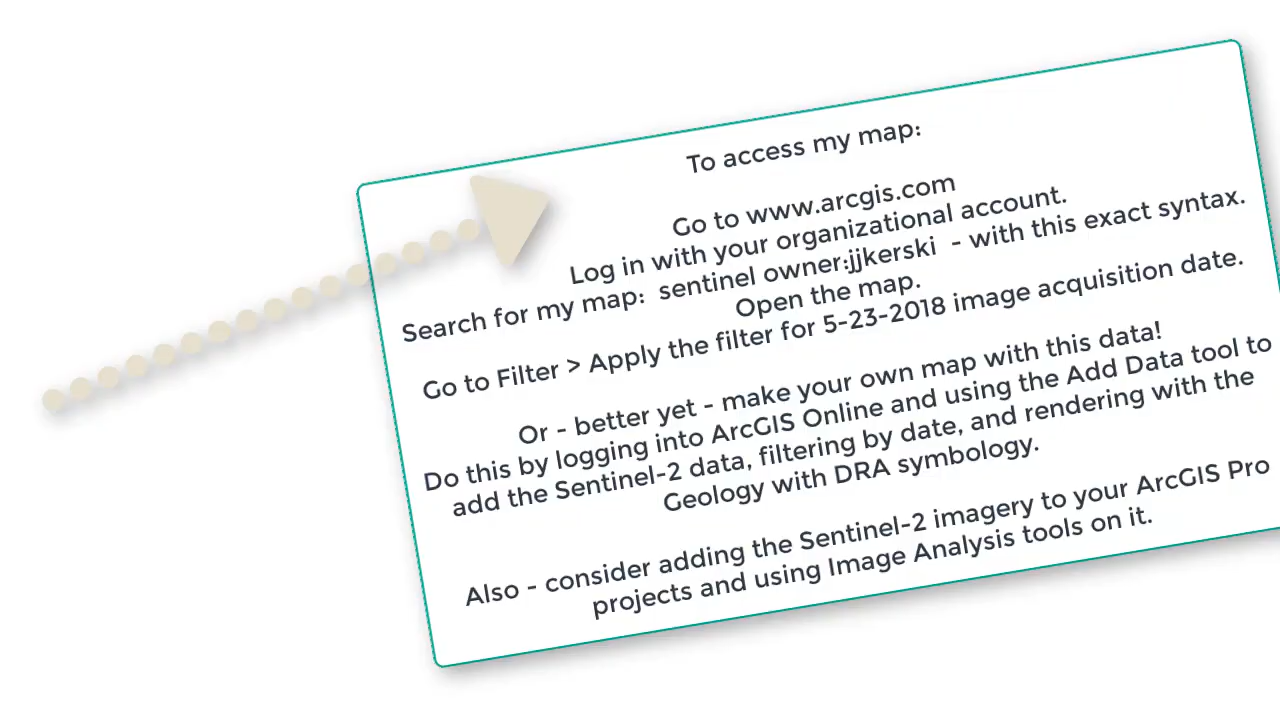 To access my map:
Go to www.arcgis.com
Log in with your organizational account.
Search for my map:  sentinel owner:jjkerski  - with this exact syntax.
Open the map.
Go to Filter > Apply the filter for 5-23-2018 image acquisition date.
Or - better yet - make your own map with this data!
Do this by logging into ArcGIS Online and using the Add Data tool to
add the Sentinel-2 data, filtering by date, and rendering with the
Geology with DRA symbology.
Also - consider adding the Sentinel-2 imagery to your ArcGIS Pro
projects and using Image Analysis tools on it.